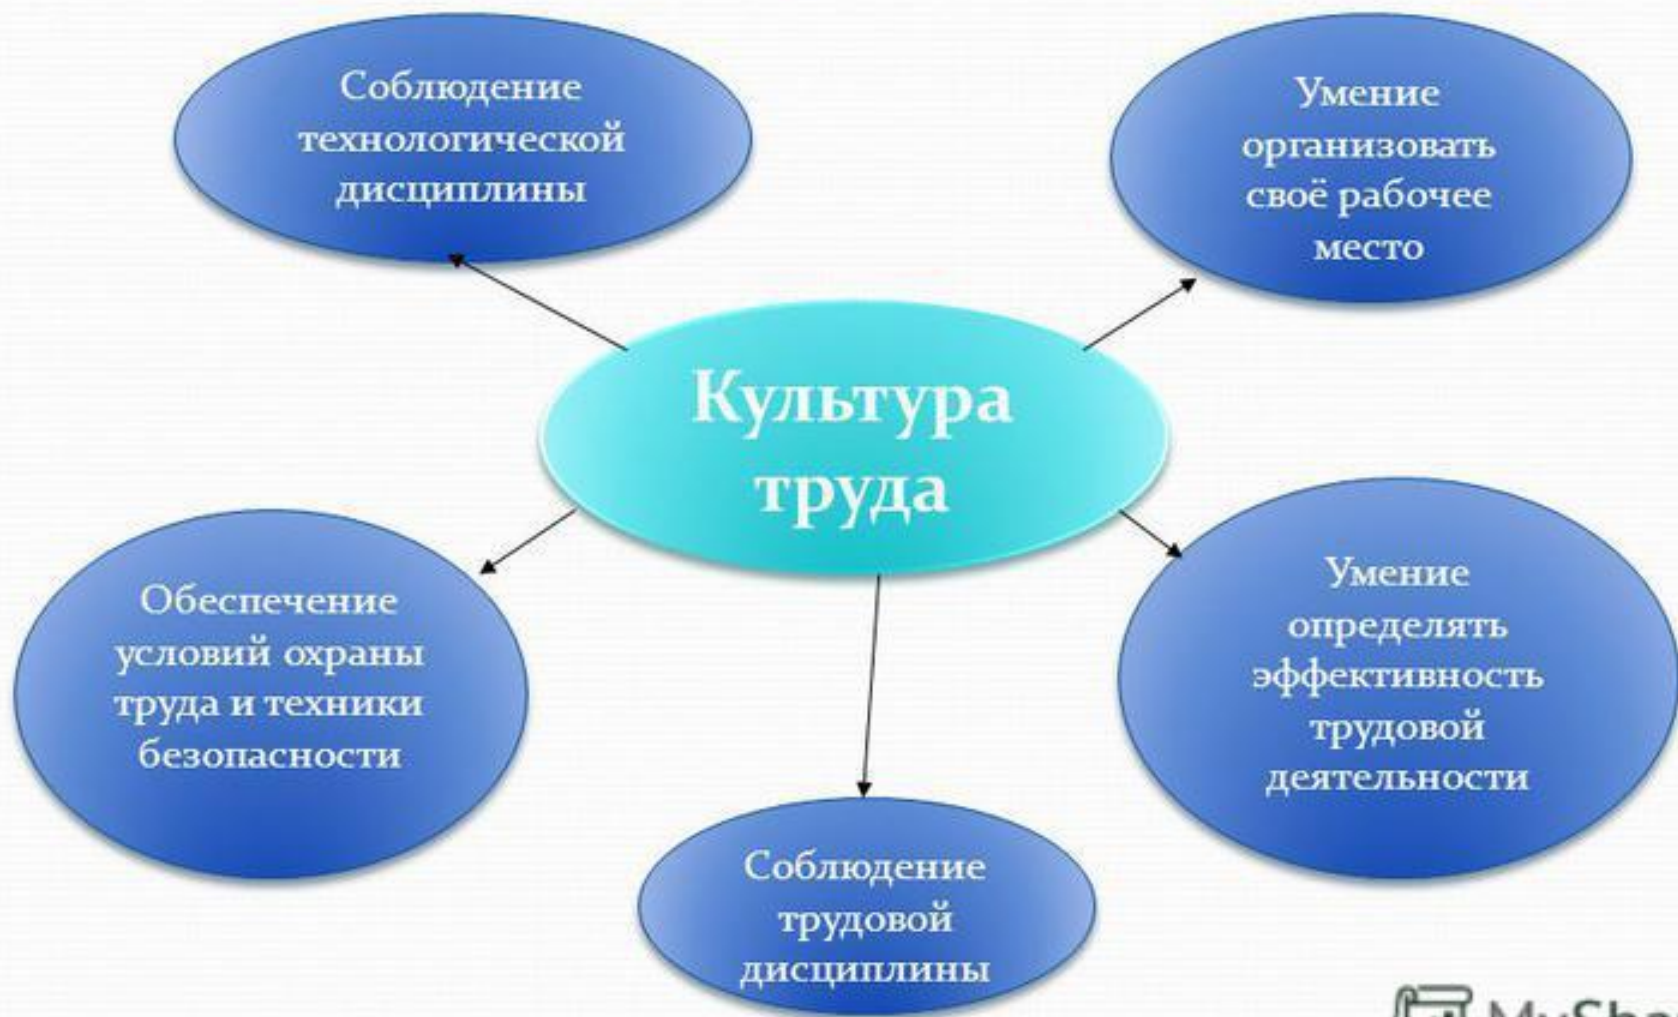 Соблюдение
технологической
дисциплины
Умение
организовать
своё рабочее
место
Культура
труда
Обеспечение
условий охраны
труда и техники
безопасности
Умение
определять
эффективность
трудовой
деятельности
Соблюдение
трудовой
дисциплины